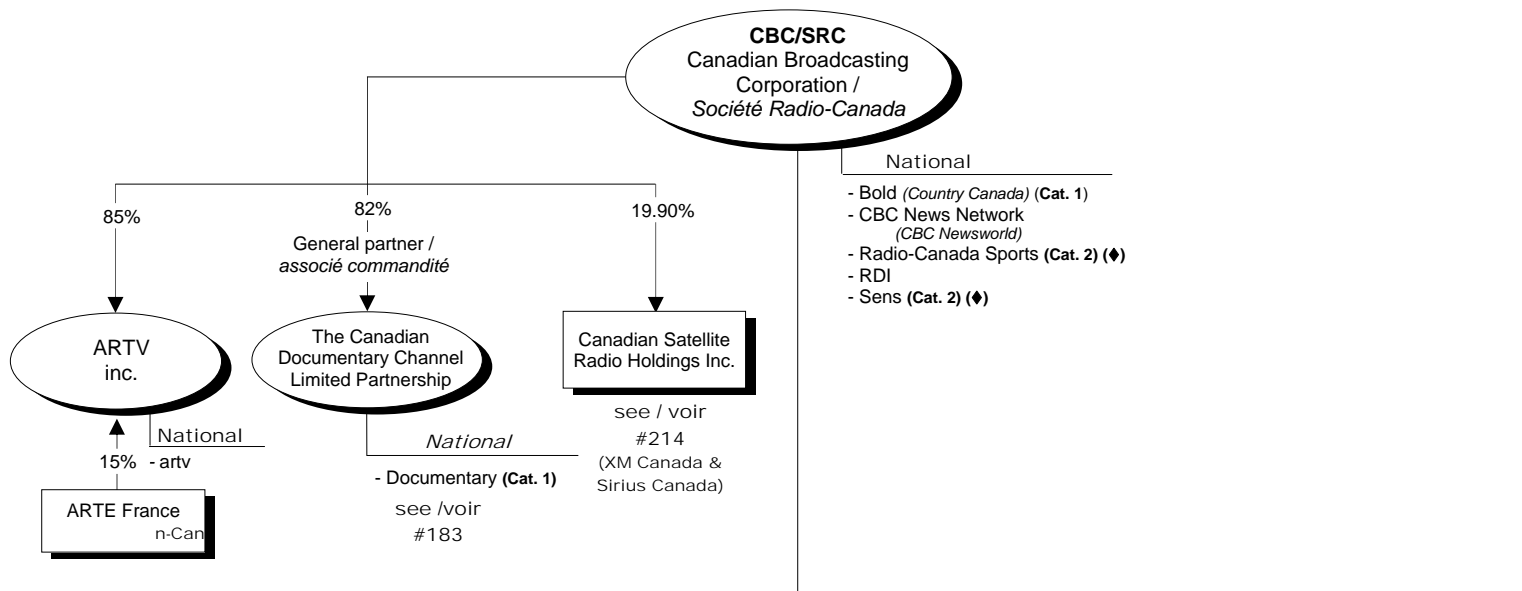 CBC/SRC
Canadian Broadcasting
Corporation /
Société Radio-Canada
National
- Bold (Country Canada) (Cat. 1)
- CBC News Network
(CBC Newsworld)
- Radio-Canada Sports (Cat. 2) (♦)
- RDI
- Sens (Cat. 2) (♦)
85%
82%
General partner /
associé commandité
19.90%
ARTV
inc.
National
- artv
15%
ARTE France
n-Can
The Canadian
Documentary Channel
Limited Partnership
National
- Documentary (Cat. 1)
see /voir
#183
Canadian Satellite
Radio Holdings Inc.
see / voir
#214
(XM Canada &
Sirius Canada)